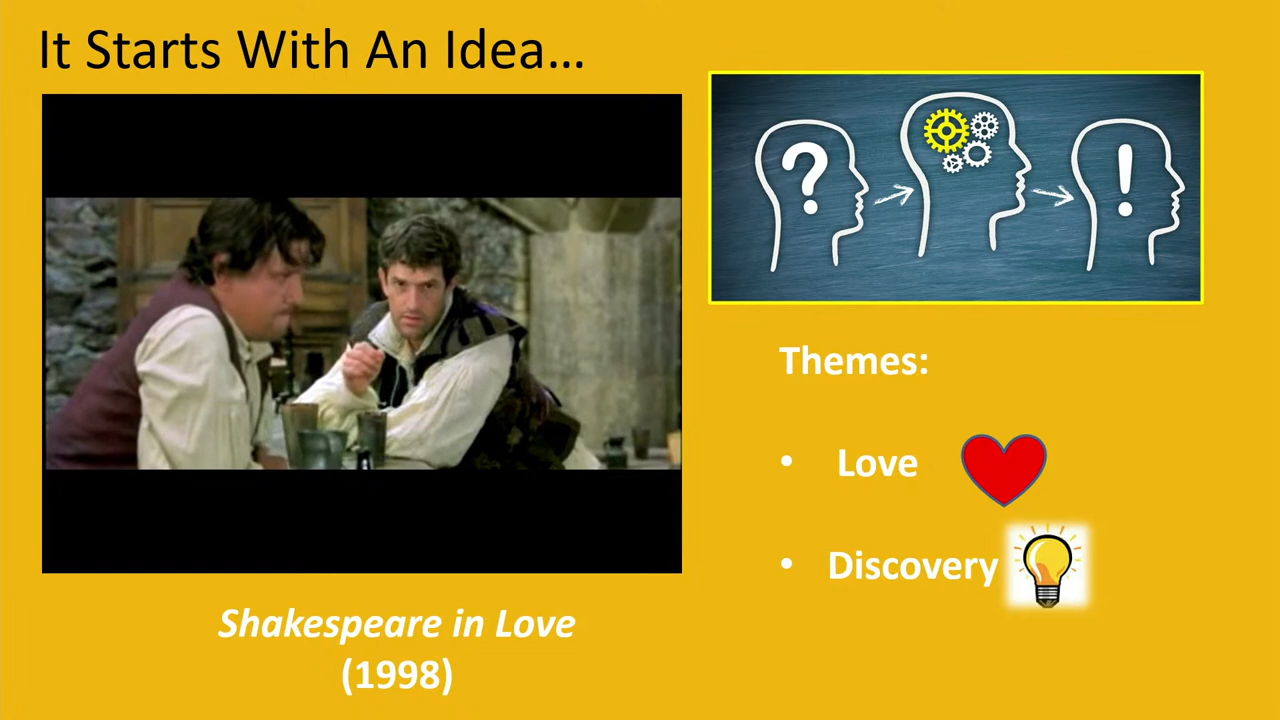 It Starts With An Idea...
?
!
Themes:
• Love
• Discovery
Shakespeare in Love
(1998)